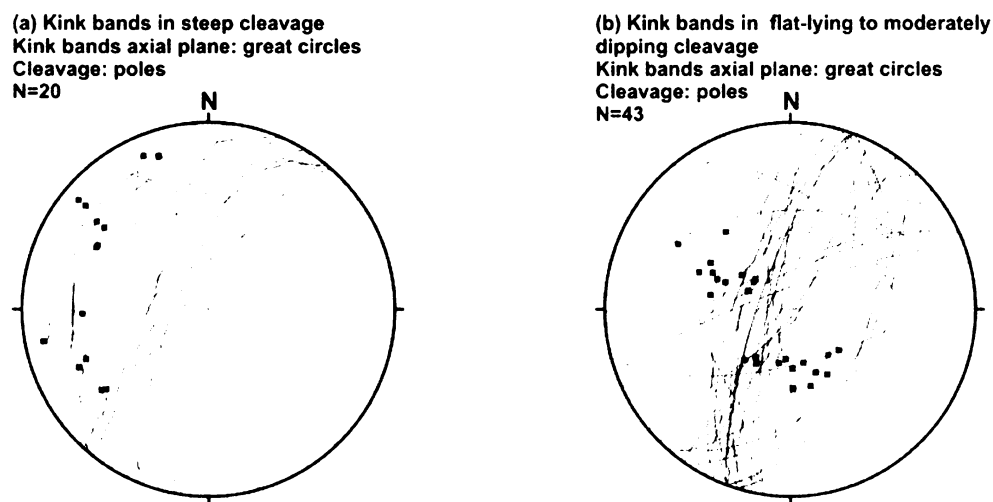 (a) Kink bands in steep cleavage
Kink bands axial plane: great circles
Cleavage: poles
N=20
N
(b) Kink bands in flat-lying to moderately
dipping cleavage
Kink bands axial plane: great circles
Cleavage: poles
N=43
N